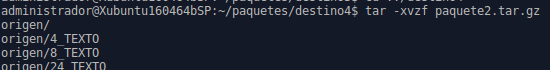 administrador@Xubuntu160464bSP:~/paquetes/destino4$ tar -xvzf paquete2.tar.gz
origen/
origen/4_TEXTO
origen/8_TEXTO
origen/24_TEXTO